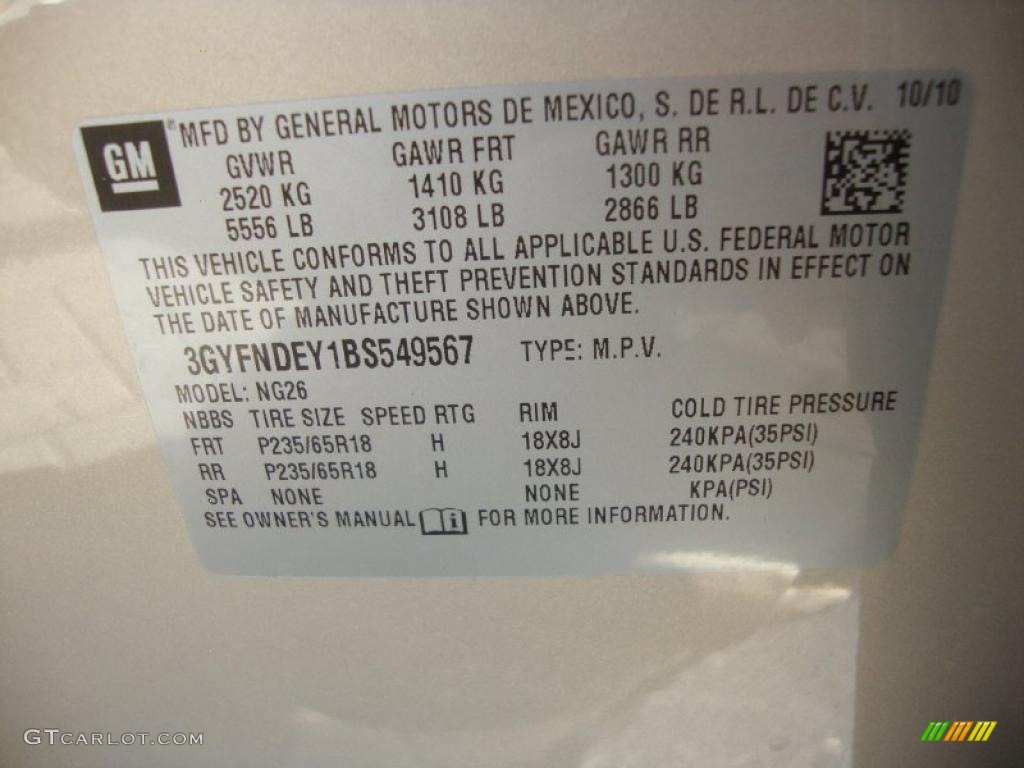 GM ® MFD BY GENERAL MOTORS DE MEXICO, S. DE R.L. DE C.V. 10/10
GVWR GAWR FRT GAWR RR
2520 KG 1410 KG 1300 KG
5556 LB 3108 LB 2866 LB
THIS VEHICLE CONFORMS TO ALL APPLICABLE U.S. FEDERAL MOTOR
VEHICLE SAFETY AND THEFT PREVENTION STANDARDS IN EFFECT ON
THE DATE OF MANUFACTURE SHOWN ABOVE.
3GYFNDEY1BS549567 TYPE: M.P.V.
MODEL: NG26
NBBS TIRE SIZE SPEED RTG RIM COLD TIRE PRESSURE
FRT P235/65R18 H 18X8J 240KPA(35PSI)
RR P235/65R18 H 18X8J 240KPA(35PSI)
SPA NONE NONE KPA(PSI)
SEE OWNER'S MANUAL i FOR MORE INFORMATION.
GTCARLOT.COM